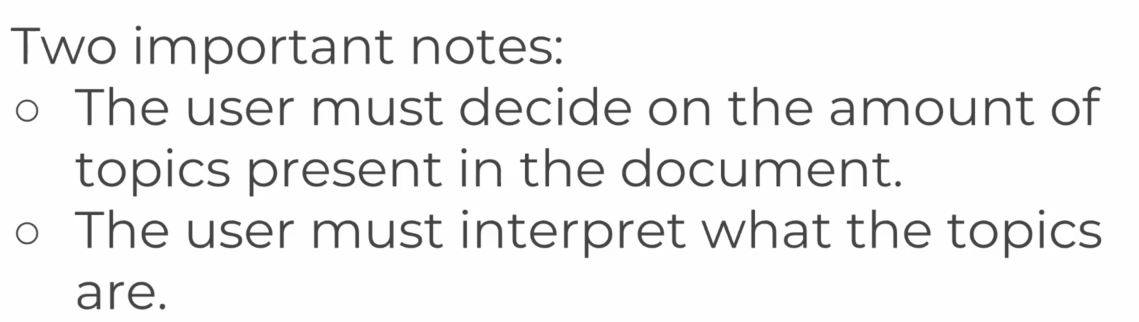 Two important notes:
○ The user must decide on the amount of
topics present in the document.
○ The user must interpret what the topics
are.